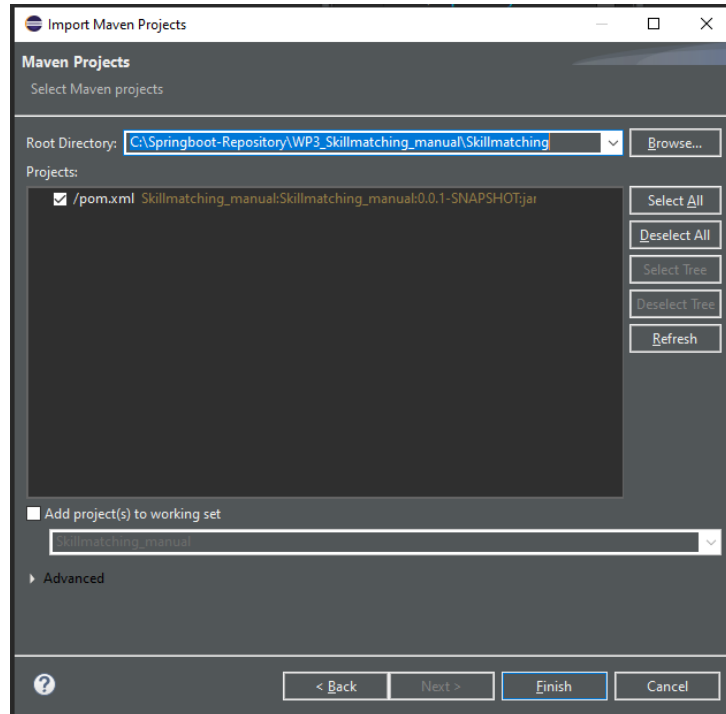 Import Maven Projects
Maven Projects
Select Maven projects
Root Directory: C:\Springboot-Repository\WP3_Skillmatching_manual\Skillmatching Browse...
Projects:
/pom.xml Skillmatching_manual:Skillmatching_manual:0.0.1-SNAPSHOT:jar
Select All
Deselect All
Select Tree
Deselect Tree
Refresh
Add project(s) to working set
Skillmatching_manual
Advanced
? < Back Next > Finish Cancel